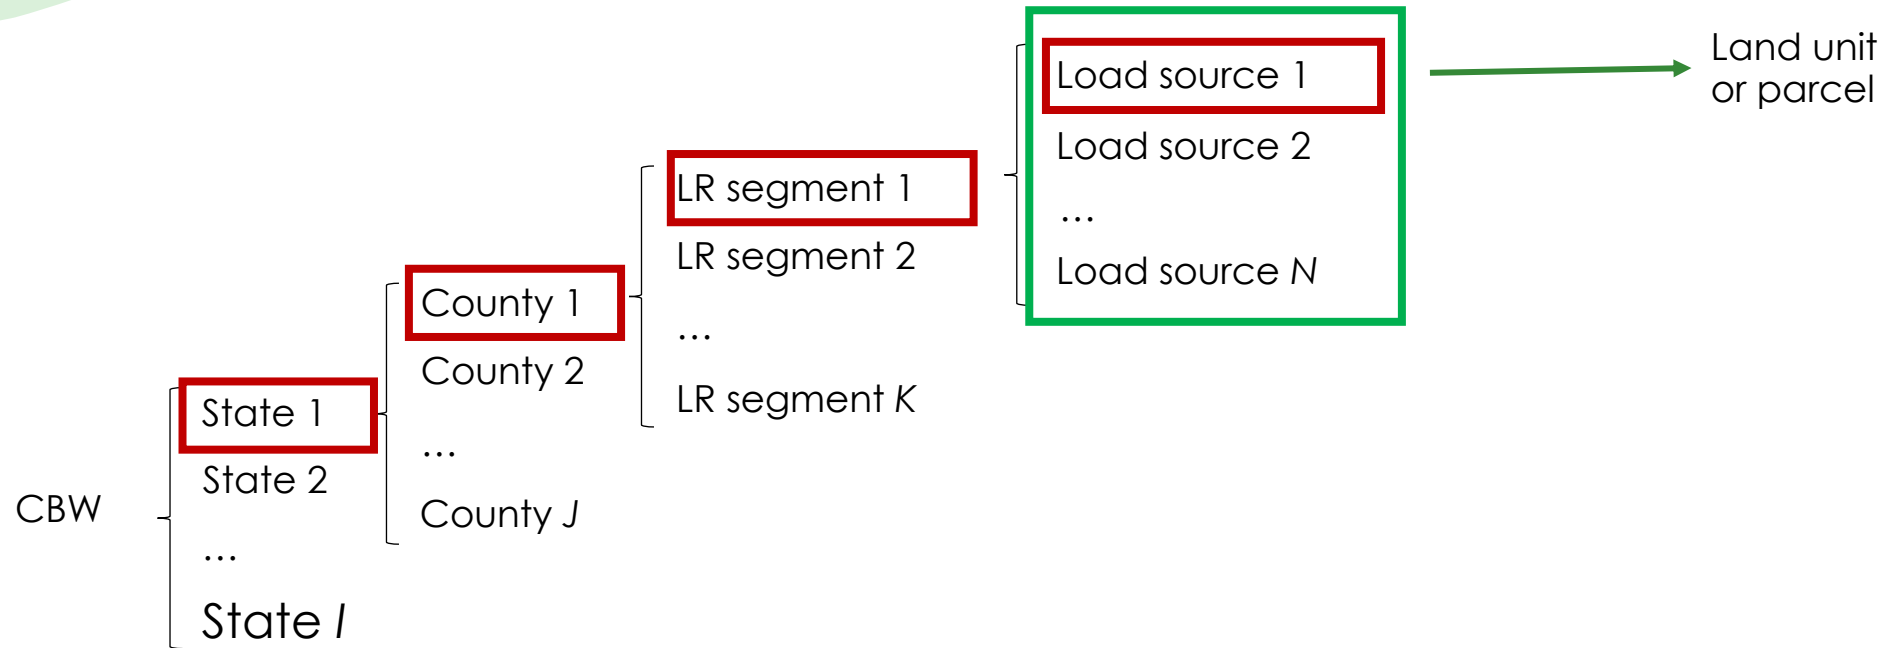 CBW
State 1
State 2
…
State I
County 1
County 2
…
County J
LR segment 1
LR segment 2
…
LR segment K
Load source 1
Load source 2
…
Load source N
Land unit
or parcel